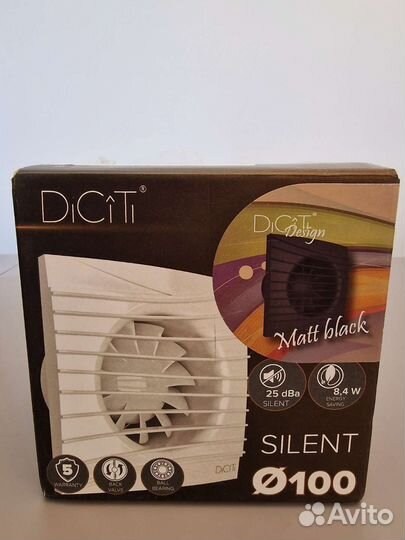 DiCiTi®
DiCiTi
Design
Matt black
25 dBa
SILENT
8,4 W
ENERGY
SAVING
SILENT
Ø100
5
WARRANTY
BACK
VALVE
BALL
BEARING
DiCiTi
Avito